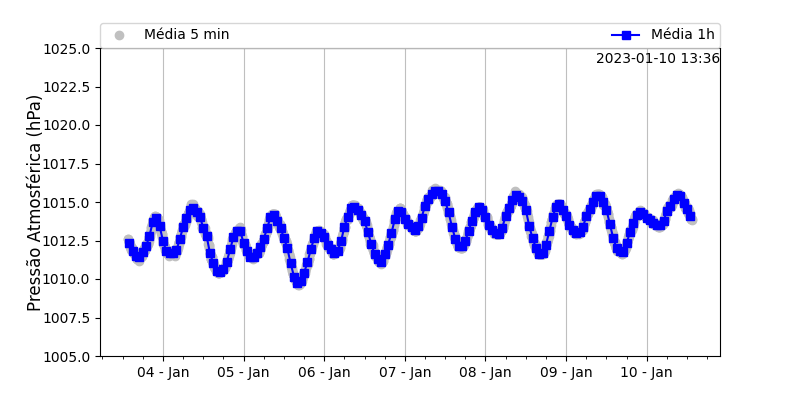 Média 5 min
Média 1h
2023-01-10 13:36
Pressão Atmosférica (hPa)
1025.0
1022.5
1020.0
1017.5
1015.0
1012.5
1010.0
1007.5
1005.0
04 - Jan
05 - Jan
06 - Jan
07 - Jan
08 - Jan
09 - Jan
10 - Jan